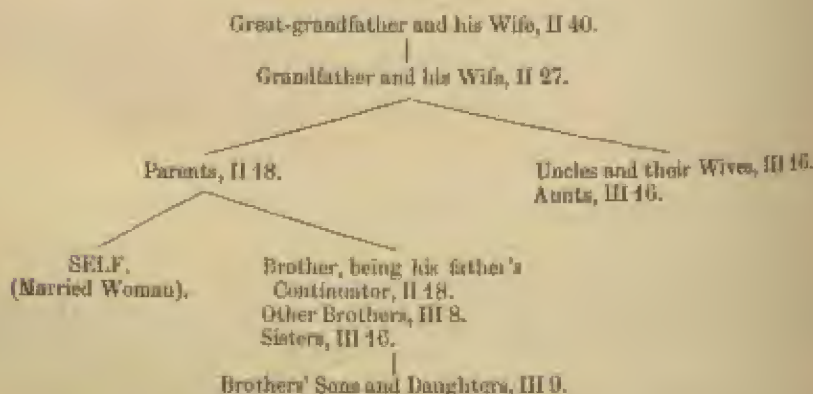 Great-grandfather and his Wife, II 40.
Grandfather and his Wife, II 27.
Parents, II 18.
Uncles and their Wives, III 16.
Aunts, III 16.
SELF.
(Married Woman).
Brother, being his father's
Continuator, II 18.
Other Brothers, III 8.
Sisters, III 16.
Brothers' Sons and Daughters, III 9.